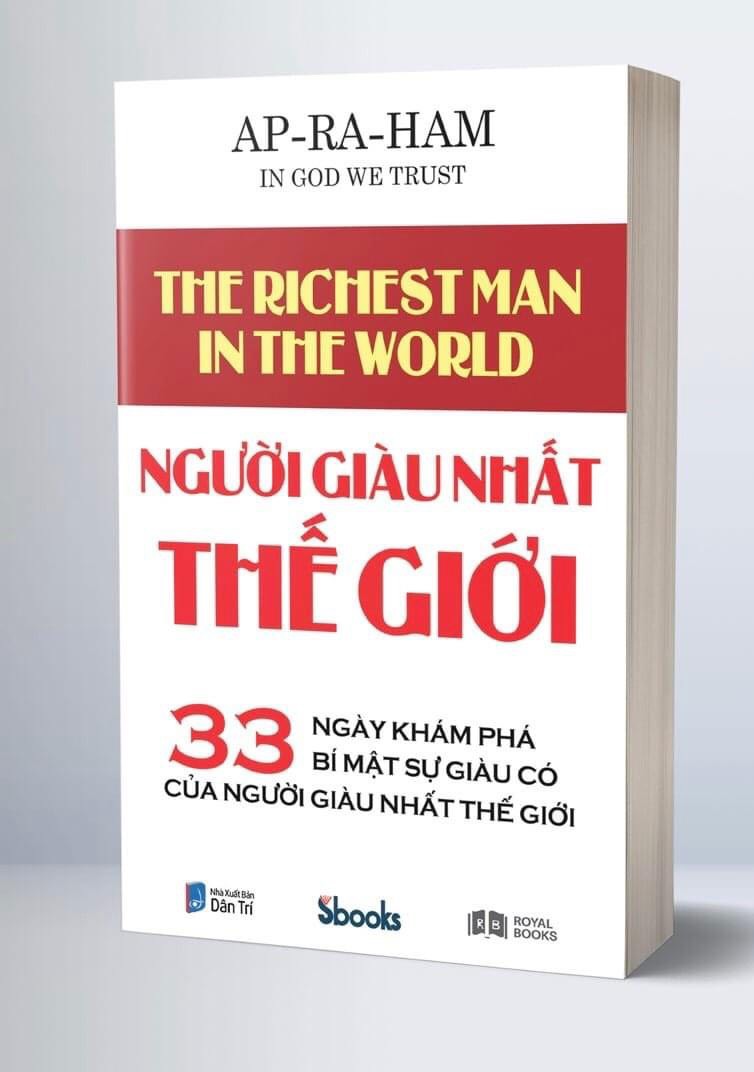 AP-RA-HAM
IN GOD WE TRUST
THE RICHEST MAN
IN THE WORLD
NGƯỜI GIÀU NHẤT
THẾ GIỚI
33 NGÀY KHÁM PHÁ
BÍ MẬT SỰ GIÀU CÓ
CỦA NGƯỜI GIÀU NHẤT THẾ GIỚI
Nhà Xuất Bản
Dân Trí
Sbooks
RB
ROYAL
BOOKS